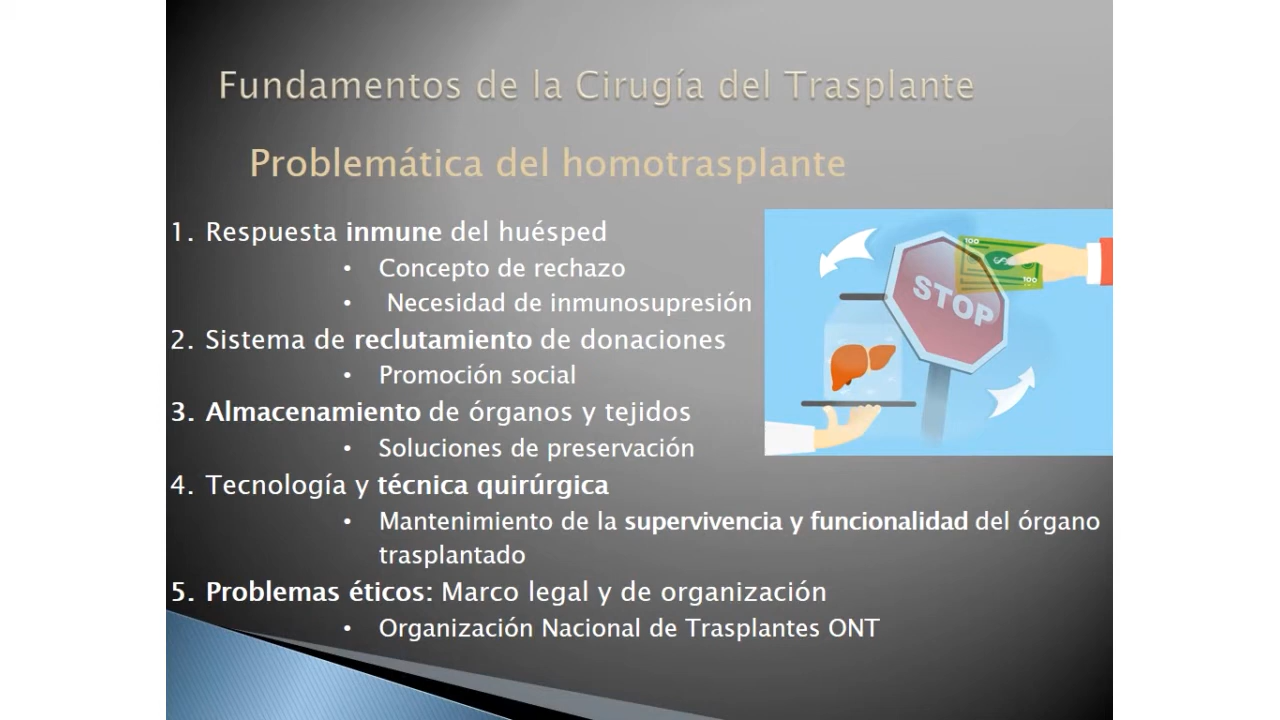 Fundamentos de la Cirugía del Trasplante
Problemática del homotrasplante
1. Respuesta inmune del huésped
• Concepto de rechazo
• Necesidad de inmunosupresión
2. Sistema de reclutamiento de donaciones
• Promoción social
3. Almacenamiento de órganos y tejidos
• Soluciones de preservación
4. Tecnología y técnica quirúrgica
• Mantenimiento de la supervivencia y funcionalidad del órgano
trasplantado
5. Problemas éticos: Marco legal y de organización
• Organización Nacional de Trasplantes ONT
100
$
100
STOP